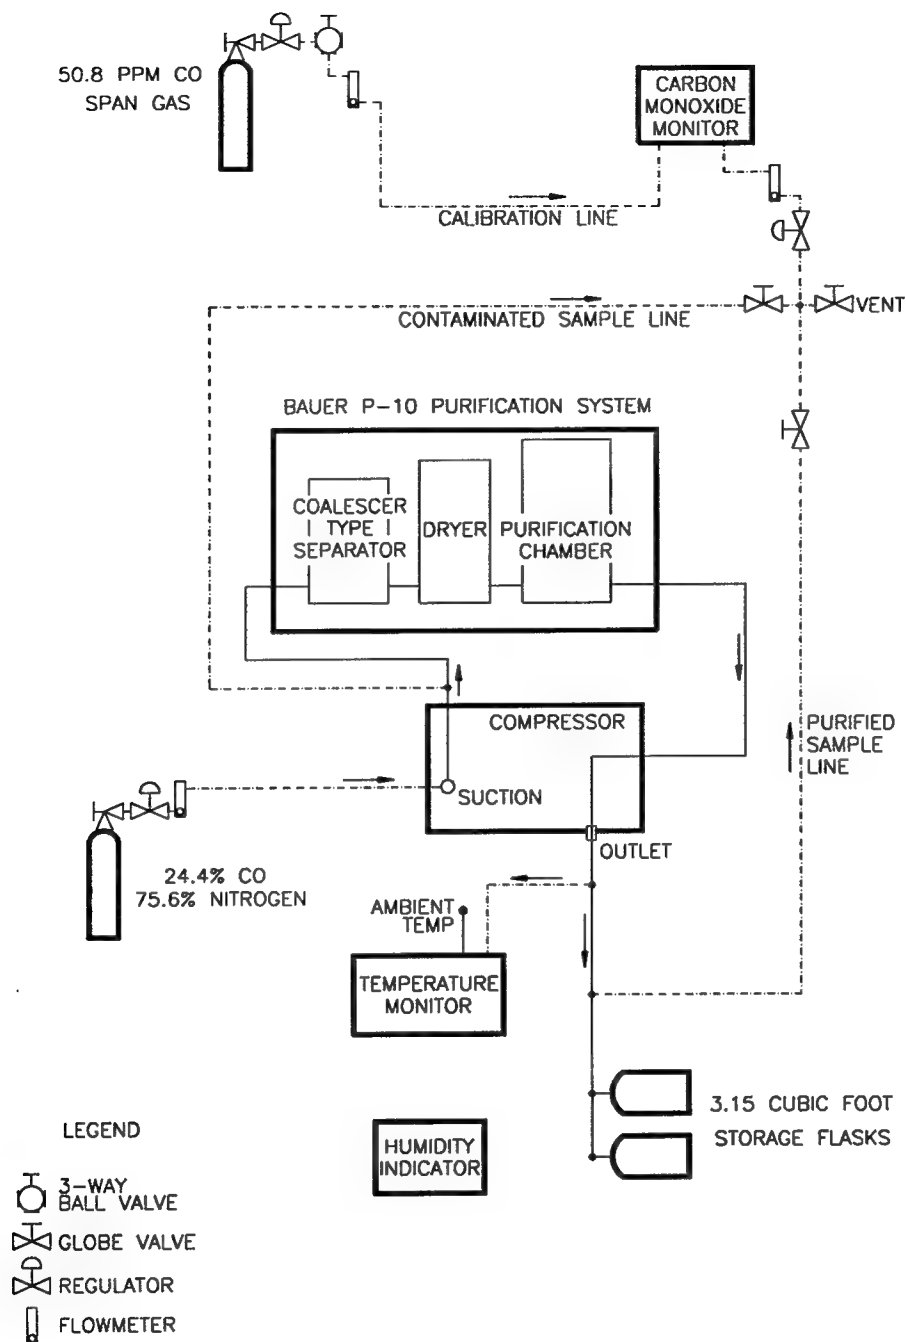 50.8 PPM CO
SPAN GAS
CARBON
MONOXIDE
MONITOR
CALIBRATION LINE
CONTAMINATED SAMPLE LINE
VENT
BAUER P-10 PURIFICATION SYSTEM
COALESCER
TYPE
SEPARATOR
DRYER
PURIFICATION
CHAMBER
COMPRESSOR
SUCTION
OUTLET
PURIFIED
SAMPLE
LINE
24.4% CO
75.6% NITROGEN
AMBIENT
TEMP
TEMPERATURE
MONITOR
3.15 CUBIC FOOT
STORAGE FLASKS
HUMIDITY
INDICATOR
LEGEND
3-WAY
BALL VALVE
GLOBE VALVE
REGULATOR
FLOWMETER